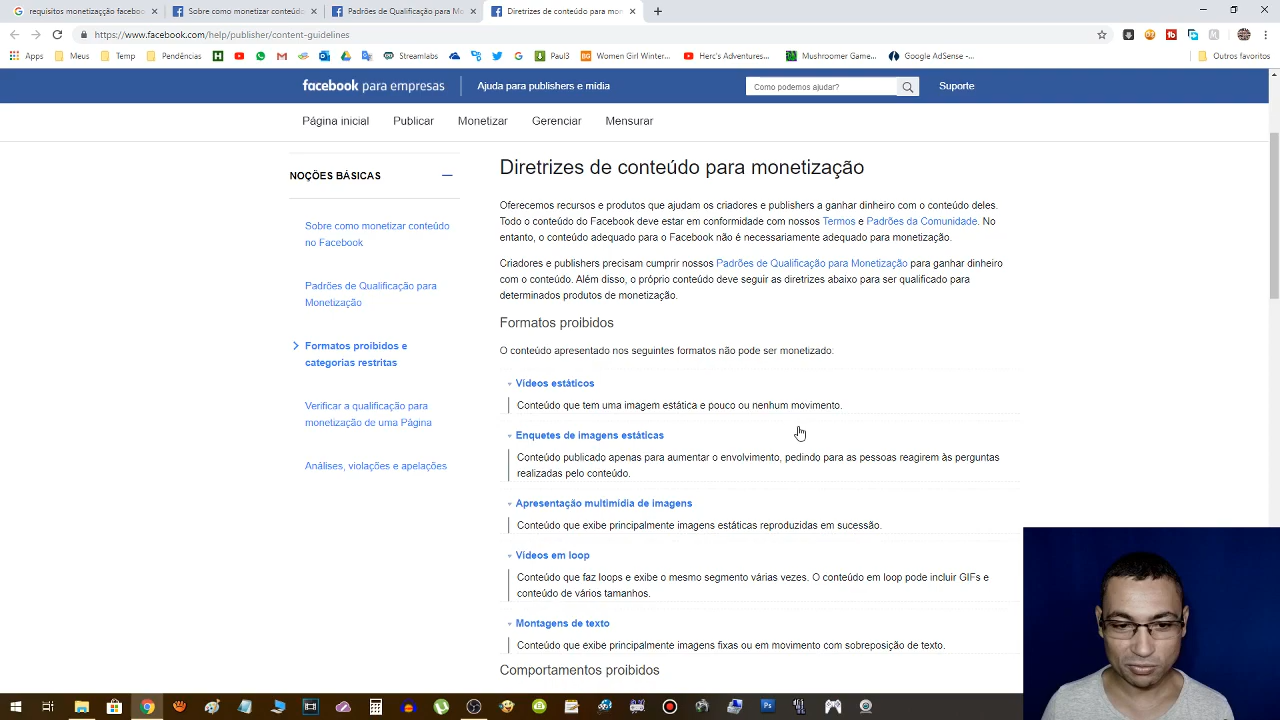 requisitos monetizaçção faceboo
Sobre como monetizar conteúd
Padrões de Qualificação para Mo
Diretrizes de conteúdo para mon
https://www.facebook.com/help/publisher/content-guidelines
Apps
Meus
Temp
Pendências
Streamlabs
Paul3
Women Girl Winter...
Herc's Adventures...
Mushroomer Game...
Google AdSense -...
Outros favoritos
facebook para empresas
Ajuda para publishers e mídia
Como podemos ajudar?
Suporte
Página inicial
Publicar
Monetizar
Gerenciar
Mensurar
NOÇÕES BÁSICAS
Sobre como monetizar conteúdo
no Facebook
Padrões de Qualificação para
Monetização
Formatos proibidos e
categorias restritas
Verificar a qualificação para
monetização de uma Página
Análises, violações e apelações
Diretrizes de conteúdo para monetização
Oferecemos recursos e produtos que ajudam os criadores e publishers a ganhar dinheiro com o conteúdo deles.
Todo o conteúdo do Facebook deve estar em conformidade com nossos Termos e Padrões da Comunidade. No
entanto, o conteúdo adequado para o Facebook não é necessariamente adequado para monetização.
Criadores e publishers precisam cumprir nossos Padrões de Qualificação para Monetização para ganhar dinheiro
com o conteúdo. Além disso, o próprio conteúdo deve seguir as diretrizes abaixo para ser qualificado para
determinados produtos de monetização.
Formatos proibidos
O conteúdo apresentado nos seguintes formatos não pode ser monetizado:
Vídeos estáticos
Conteúdo que tem uma imagem estática e pouco ou nenhum movimento.
Enquetes de imagens estáticas
Conteúdo publicado apenas para aumentar o envolvimento, pedindo para as pessoas reagirem às perguntas
realizadas pelo conteúdo.
Apresentação multimídia de imagens
Conteúdo que exibe principalmente imagens estáticas reproduzidas em sucessão.
Vídeos em loop
Conteúdo que faz loops e exibe o mesmo segmento várias vezes. O conteúdo em loop pode incluir GIFs e
conteúdo de vários tamanhos.
Montagens de texto
Conteúdo que exibe principalmente imagens fixas ou em movimento com sobreposição de texto.
Comportamentos proibidos